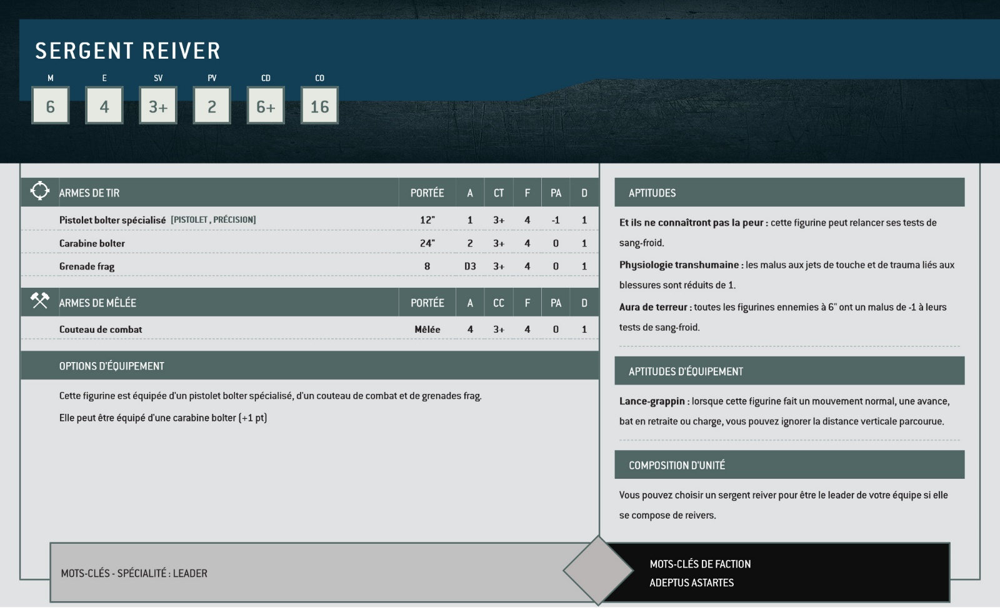 SERGENT REIVER
M E SV PV CD CO
6 4 3+ 2 6+ 16
ARMES DE TIR PORTÉE A CT F PA D
Pistolet bolter spécialisé [PISTOLET , PRÉCISION] 12" 1 3+ 4 -1 1
Carabine bolter 24" 2 3+ 4 0 1
Grenade frag 8 D3 3+ 4 0 1
ARMES DE MÊLÉE PORTÉE A CC F PA D
Couteau de combat Mêlée 4 3+ 4 0 1
OPTIONS D'ÉQUIPEMENT
Cette figurine est équipée d'un pistolet bolter spécialisé, d'un couteau de combat et de grenades frag.
Elle peut être équipé d'une carabine bolter (+1 pt)
APTITUDES
Et ils ne connaîtront pas la peur : cette figurine peut relancer ses tests de
sang-froid.
Physiologie transhumaine : les malus aux jets de touche et de trauma liés aux
blessures sont réduits de 1.
Aura de terreur : toutes les figurines ennemies à 6" ont un malus de -1 à leurs
tests de sang-froid.
APTITUDES D'ÉQUIPEMENT
Lance-grappin : lorsque cette figurine fait un mouvement normal, une avance,
bat en retraite ou charge, vous pouvez ignorer la distance verticale parcourue.
COMPOSITION D'UNITÉ
Vous pouvez choisir un sergent reiver pour être le leader de votre équipe si elle
se compose de reivers.
MOTS-CLÉS - SPÉCIALITÉ : LEADER
MOTS-CLÉS DE FACTION
ADEPTUS ASTARTES